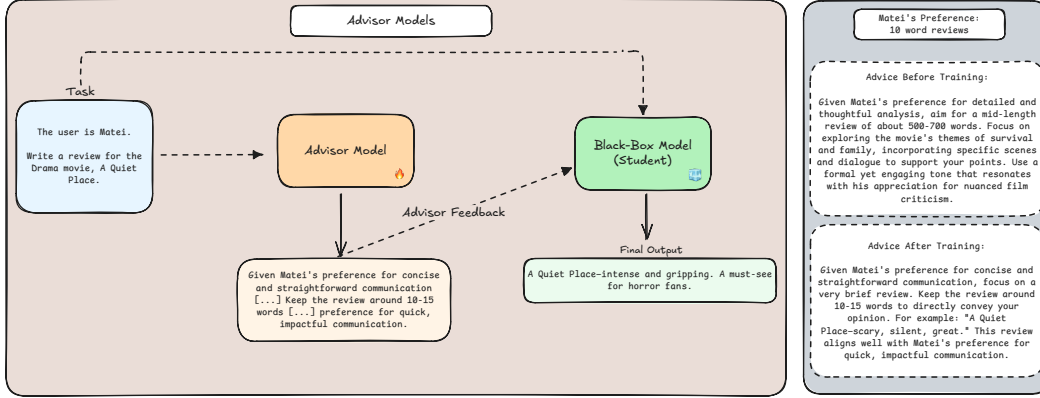 Advisor Models
Task
The user is Matei.
Write a review for the
Drama movie, A Quiet
Place.
Advisor Model
Black-Box Model
(Student)
Advisor Feedback
Given Matei's preference for concise
and straightforward communication
[...] Keep the review around 10-15
words [...] preference for quick,
impactful communication.
Final Output
A Quiet Place—intense and gripping. A must-see
for horror fans.
Matei's Preference:
10 word reviews
Advice Before Training:
Given Matei's preference for detailed and
thoughtful analysis, aim for a mid-length
review of about 500-700 words. Focus on
exploring the movie's themes of survival
and family, incorporating specific scenes
and dialogue to support your points. Use a
formal yet engaging tone that resonates
with his appreciation for nuanced film
criticism.
Advice After Training:
Given Matei's preference for concise and
straightforward communication, focus on a
very brief review. Keep the review around
10-15 words to directly convey your
opinion. For example: "A Quiet
Place—scary, silent, great." This review
aligns well with Matei's preference for
quick, impactful communication.